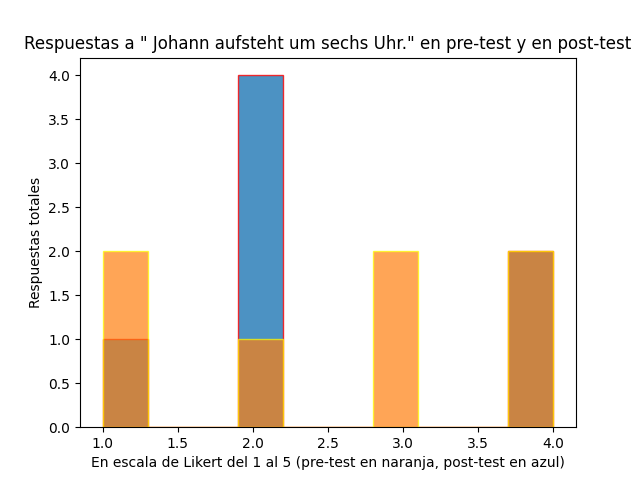 Respuestas a " Johann aufsteht um sechs Uhr." en pre-test y en post-test
4.0
3.5
3.0
2.5
2.0
1.5
1.0
0.5
0.0
Respuestas totales
1.0 1.5 2.0 2.5 3.0 3.5 4.0
En escala de Likert del 1 al 5 (pre-test en naranja, post-test en azul)